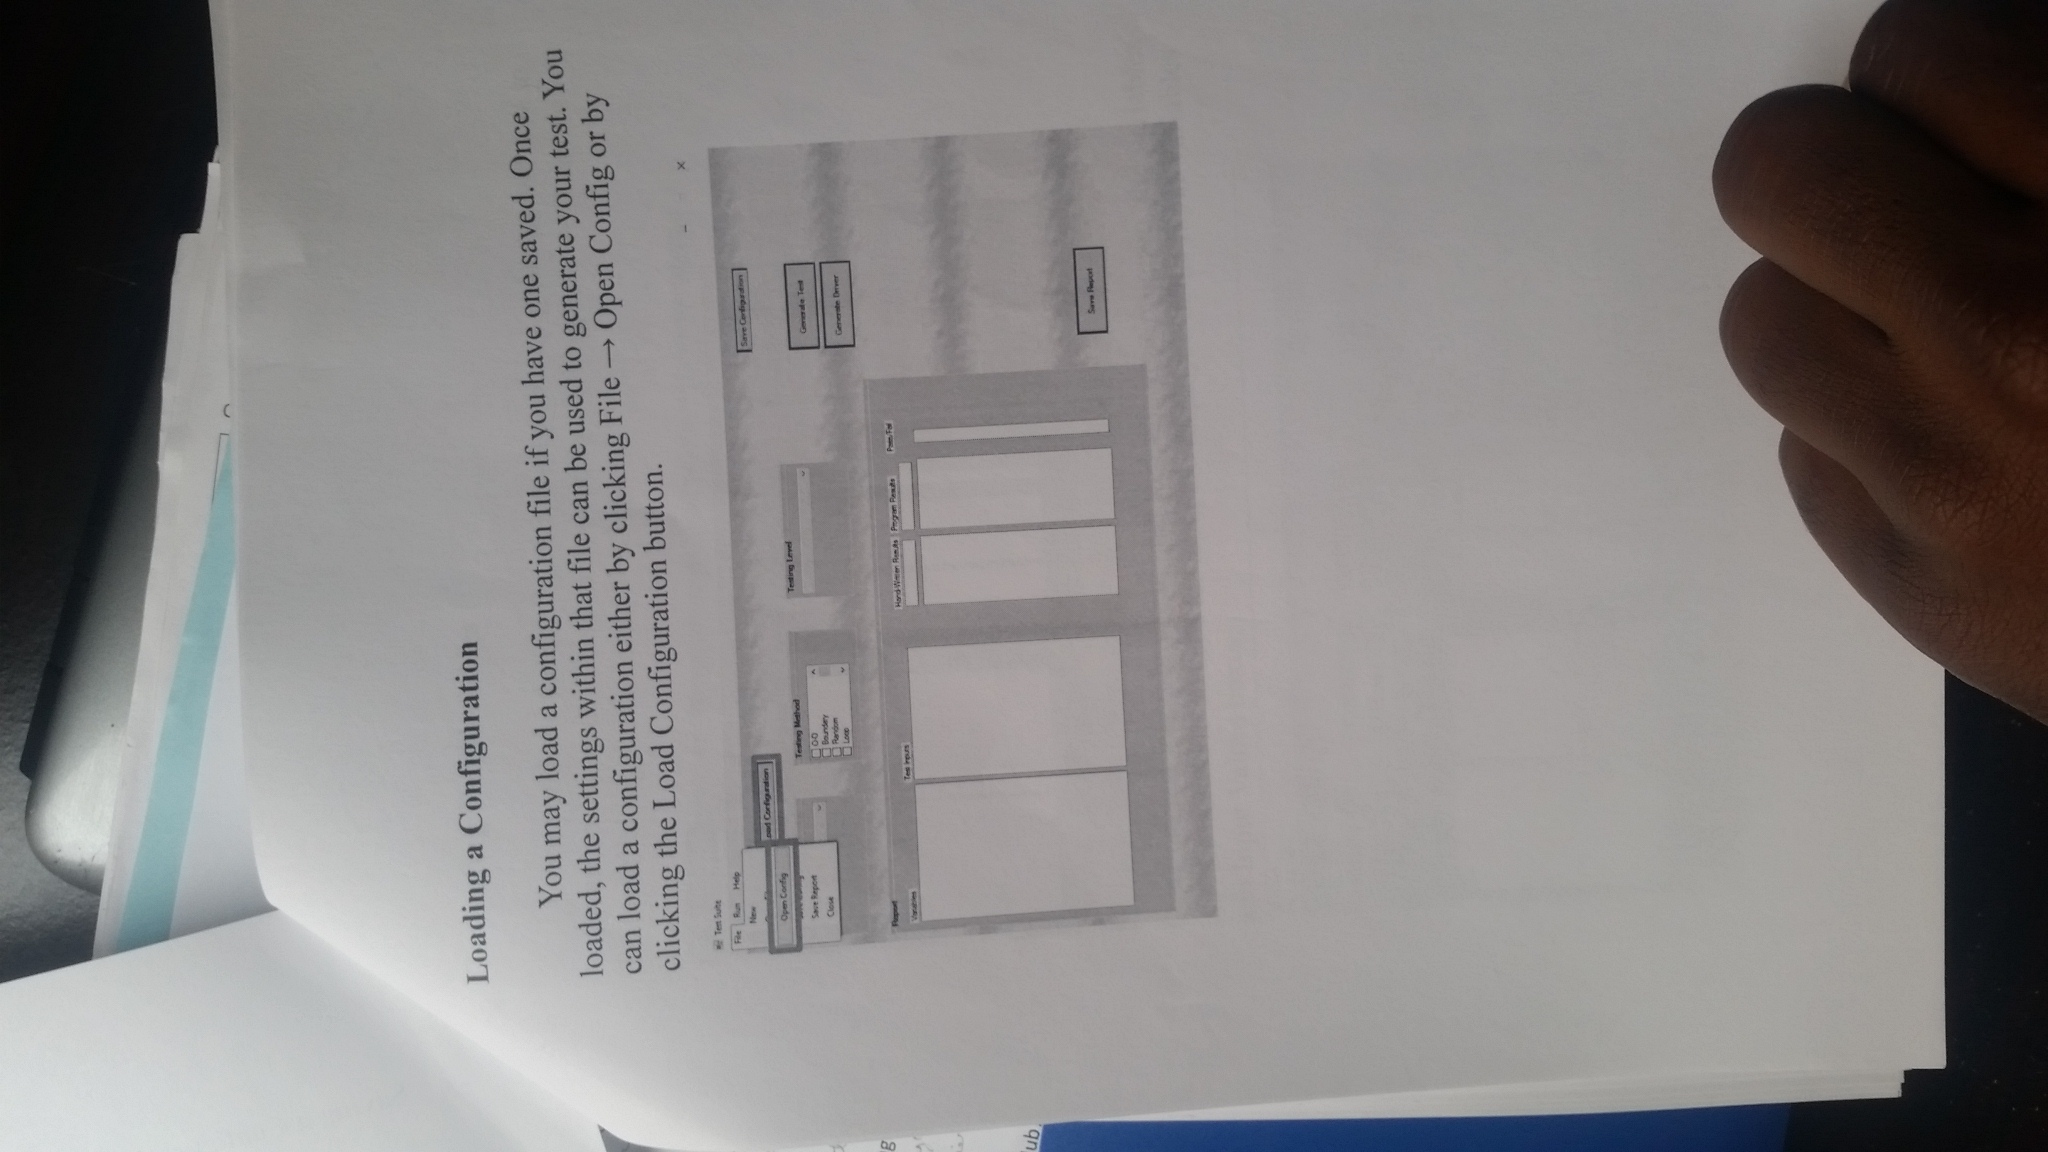 Loading a Configuration
You may load a configuration file if you have one saved. Once
loaded, the settings within that file can be used to generate your test. You
can load a configuration either by clicking File → Open Config or by
clicking the Load Configuration button.
Test Suite
File Run Help
New
Open Config
Save Report
Close
oad Configuration
Save Configuration
Testing Method
O-O
Boundary
Random
Loop
Testing Level
Generate Test
Generate Driver
Report
Variables
Test Inputs
Hand-Written Results
Program Results
Pass/Fail
Save Report
g
lub